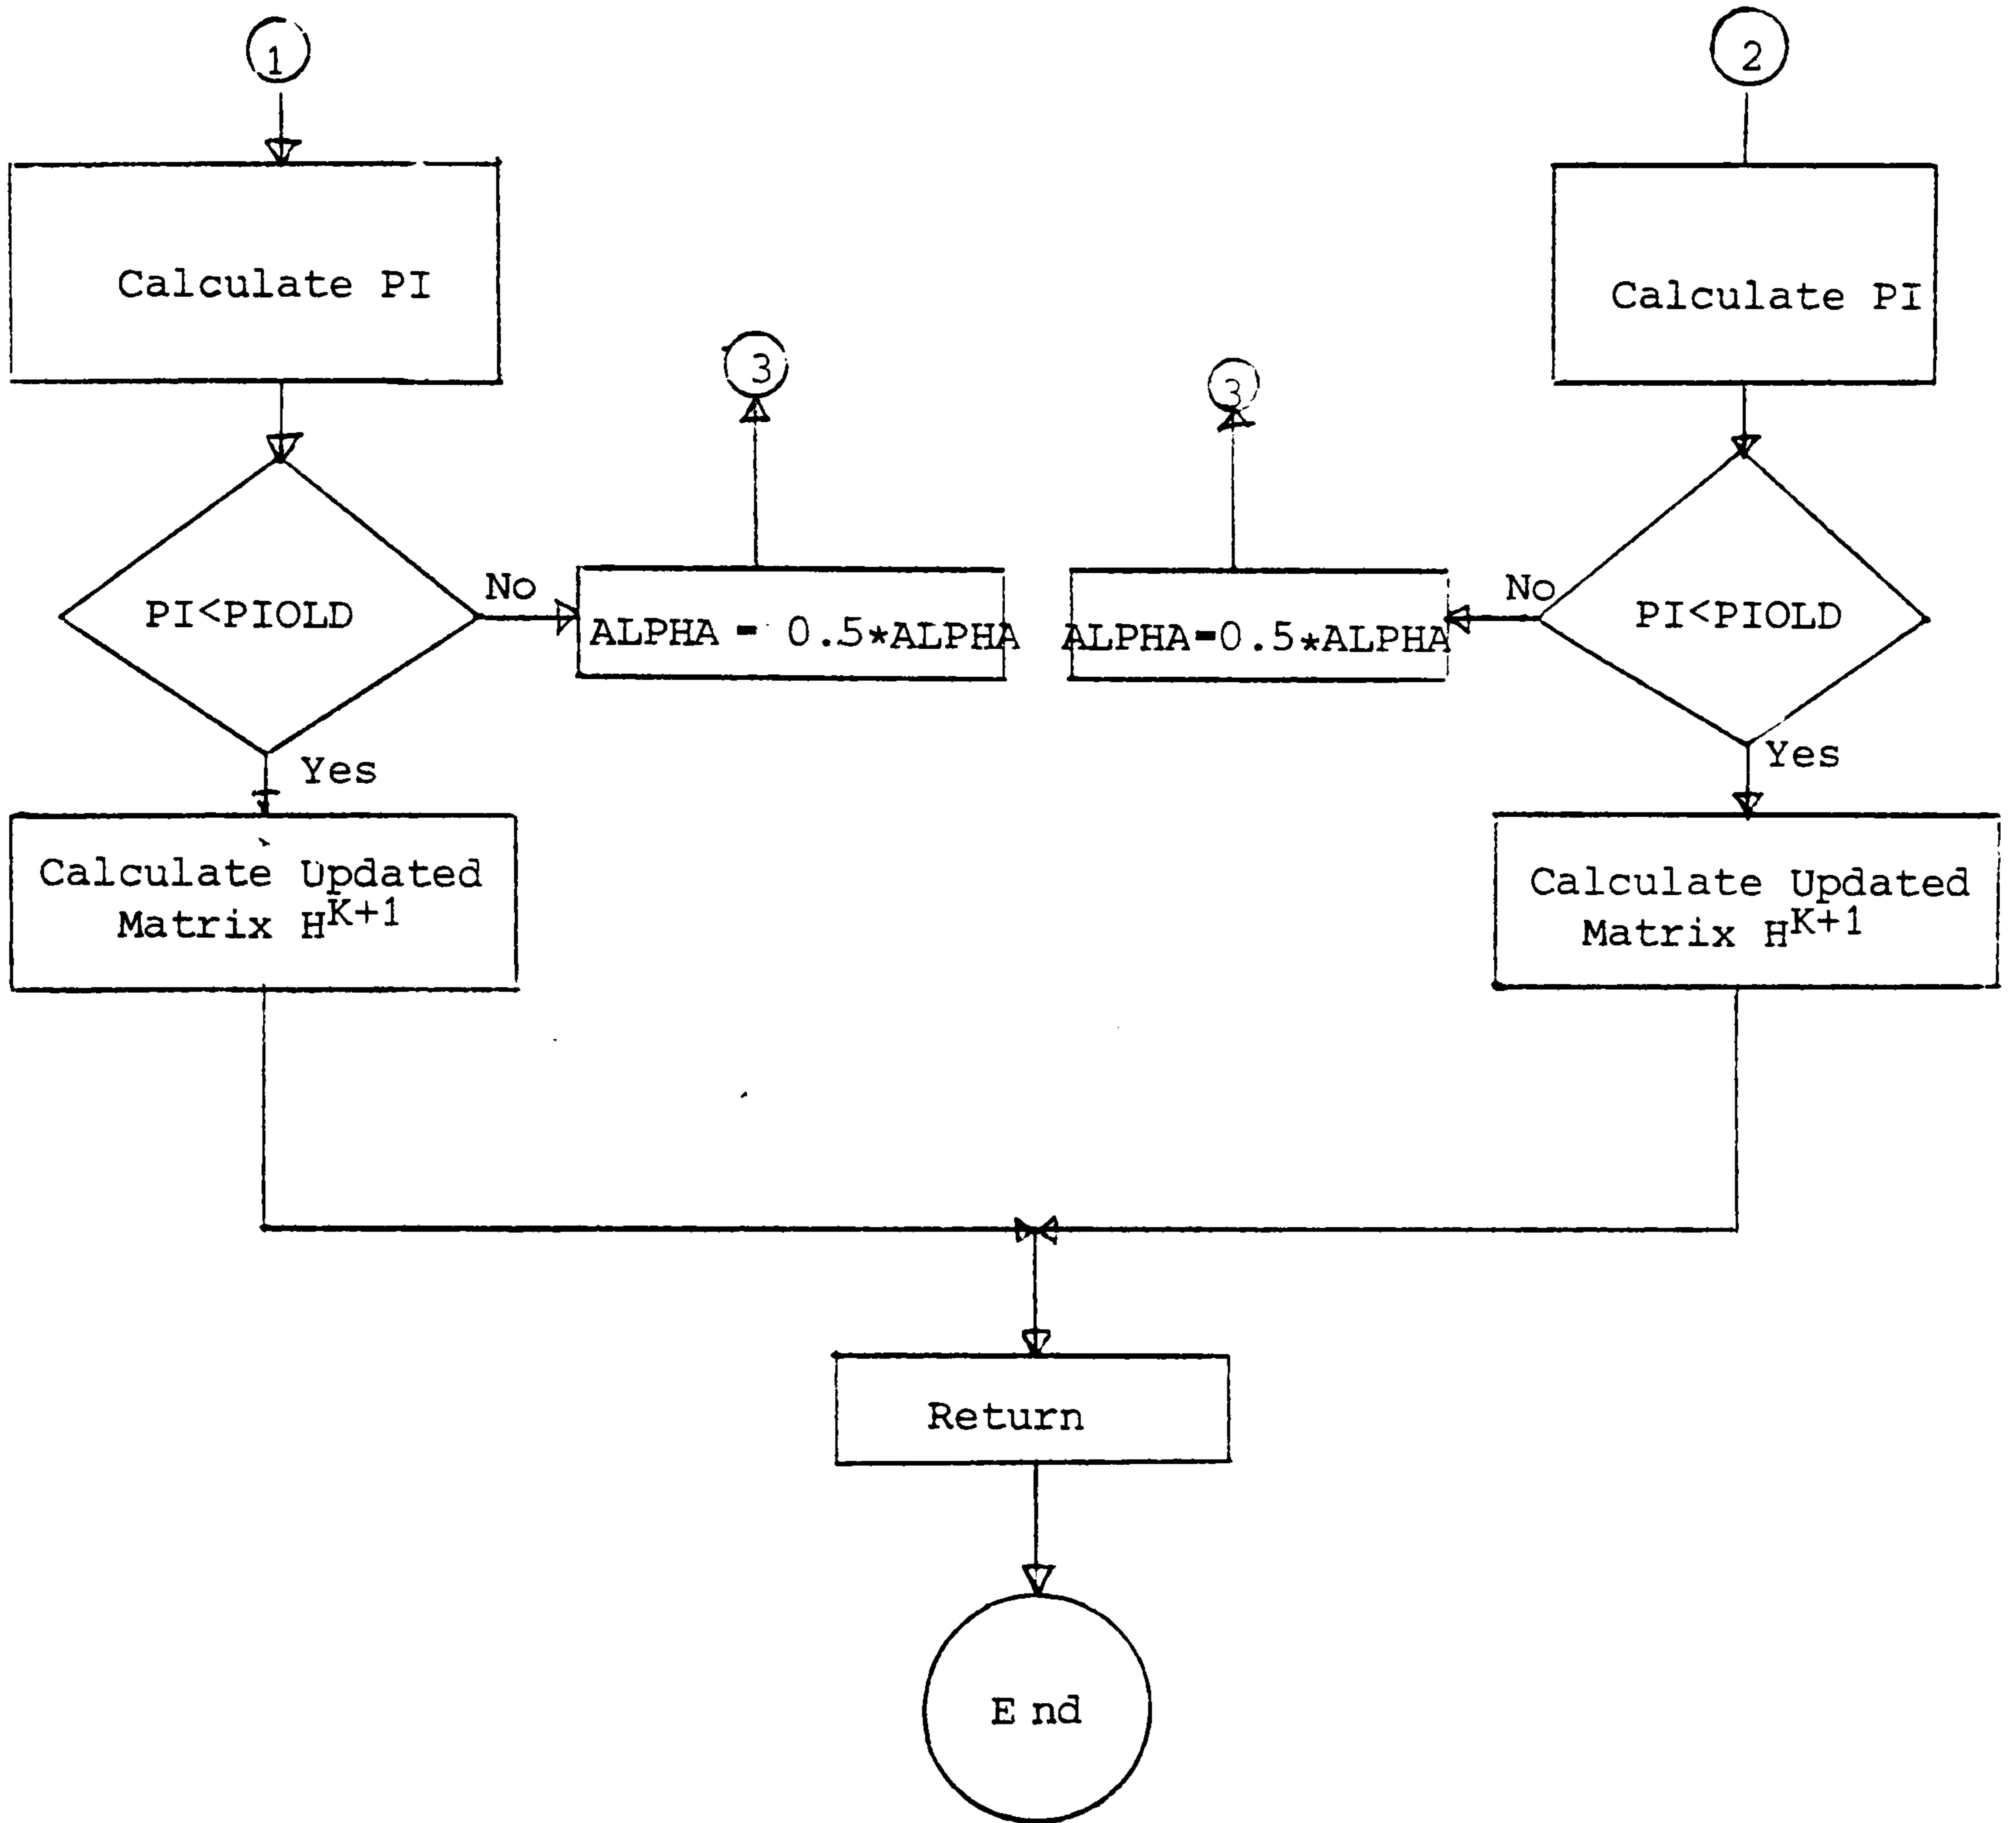 1
2
Calculate PI
Calculate PI
3
3
No
No
PI<PIOLD
ALPHA = 0.5*ALPHA
ALPHA=0.5*ALPHA
PI<PIOLD
Yes
Yes
Calculate Updated
Matrix H^K+1
Calculate Updated
Matrix H^K+1
Return
E nd